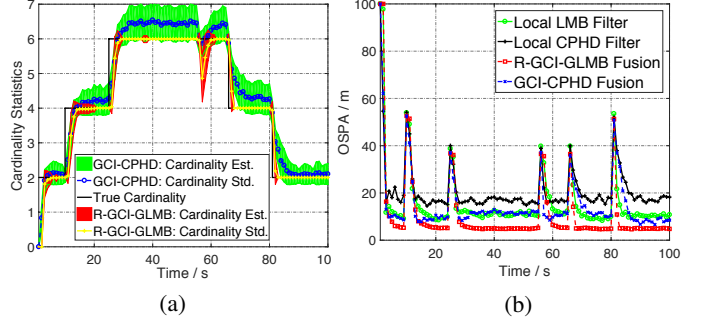 Cardinality Statistics
7
6
5
4
3
2
1
0
0 20 40 60 80 100
Time / s
GCI-CPHD: Cardinality Est.
GCI-CPHD: Cardinality Std.
True Cardinality
R-GCI-GLMB: Cardinality Est.
R-GCI-GLMB: Cardinality Std.
(a)
OSPA / m
100
80
60
40
20
0
20 40 60 80 100
Time / s
Local LMB Filter
Local CPHD Filter
R-GCI-GLMB Fusion
GCI-CPHD Fusion
(b)